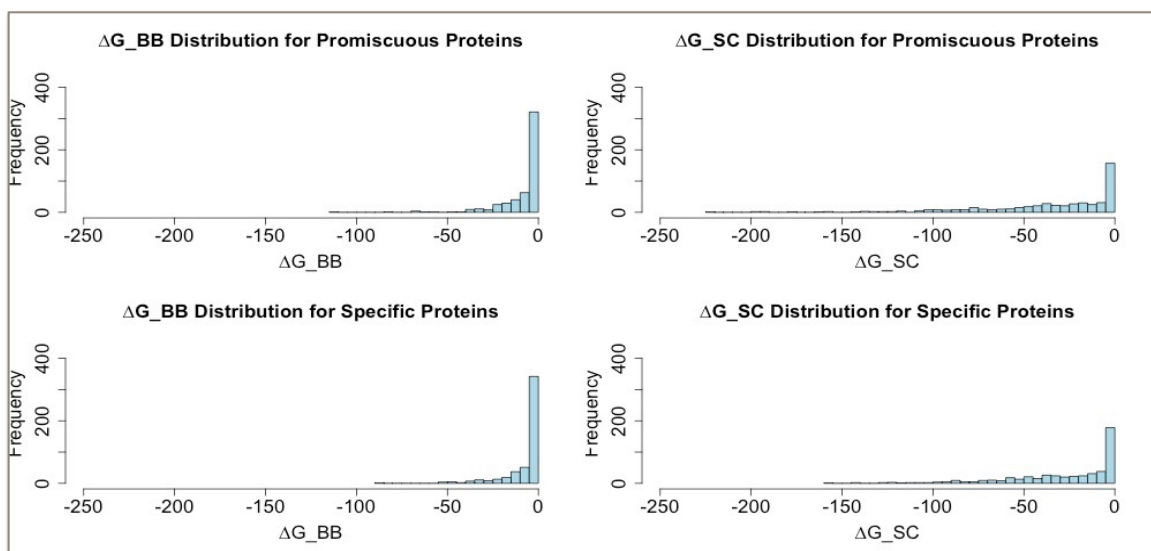 ΔG_BB Distribution for Promiscuous Proteins
Frequency
400
200
0
-250 -200 -150 -100 -50 0
ΔG_BB
ΔG_SC Distribution for Promiscuous Proteins
Frequency
400
200
0
-250 -200 -150 -100 -50 0
ΔG_SC
ΔG_BB Distribution for Specific Proteins
Frequency
400
200
0
-250 -200 -150 -100 -50 0
ΔG_BB
ΔG_SC Distribution for Specific Proteins
Frequency
400
200
0
-250 -200 -150 -100 -50 0
ΔG_SC